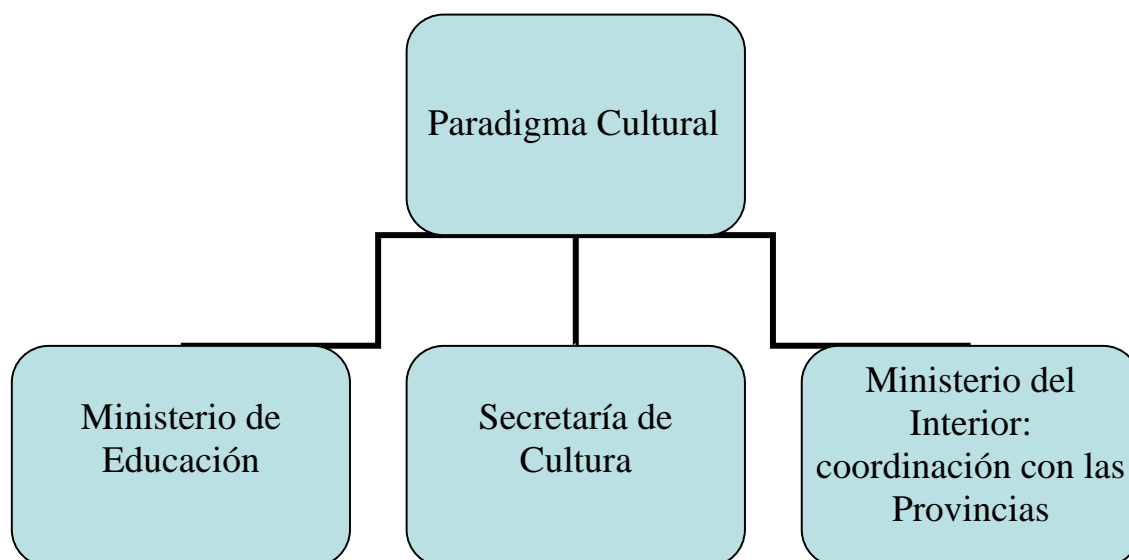 Paradigma Cultural
Ministerio de
Educación
Secretaría de
Cultura
Ministerio del
Interior:
coordinación con las
Provincias